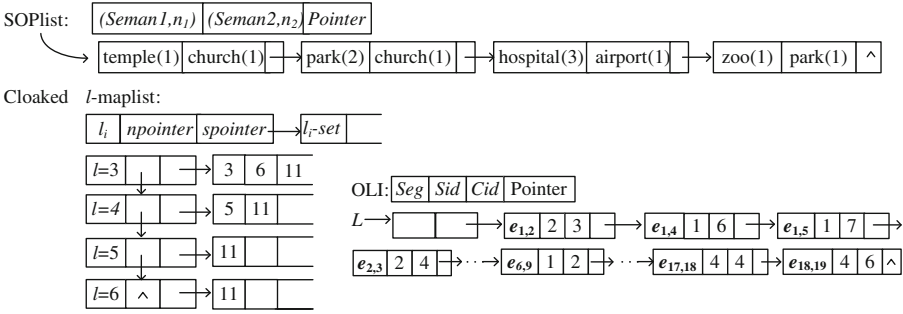 SOPlist: (Seman1,n1) (Seman2,n2) Pointer
temple(1) church(1) park(2) church(1) hospital(3) airport(1) zoo(1) park(1) ^
Cloaked l-maplist:
li npointer spointer li-set
l=3 3 6 11
l=4 5 11
l=5 11
l=6 ^ 11
OLI: Seg Sid Cid Pointer
L e1,2 2 3 e1,4 1 6 e1,5 1 7
e2,3 2 4 ... e6,9 1 2 ... e17,18 4 4 e18,19 4 6 ^